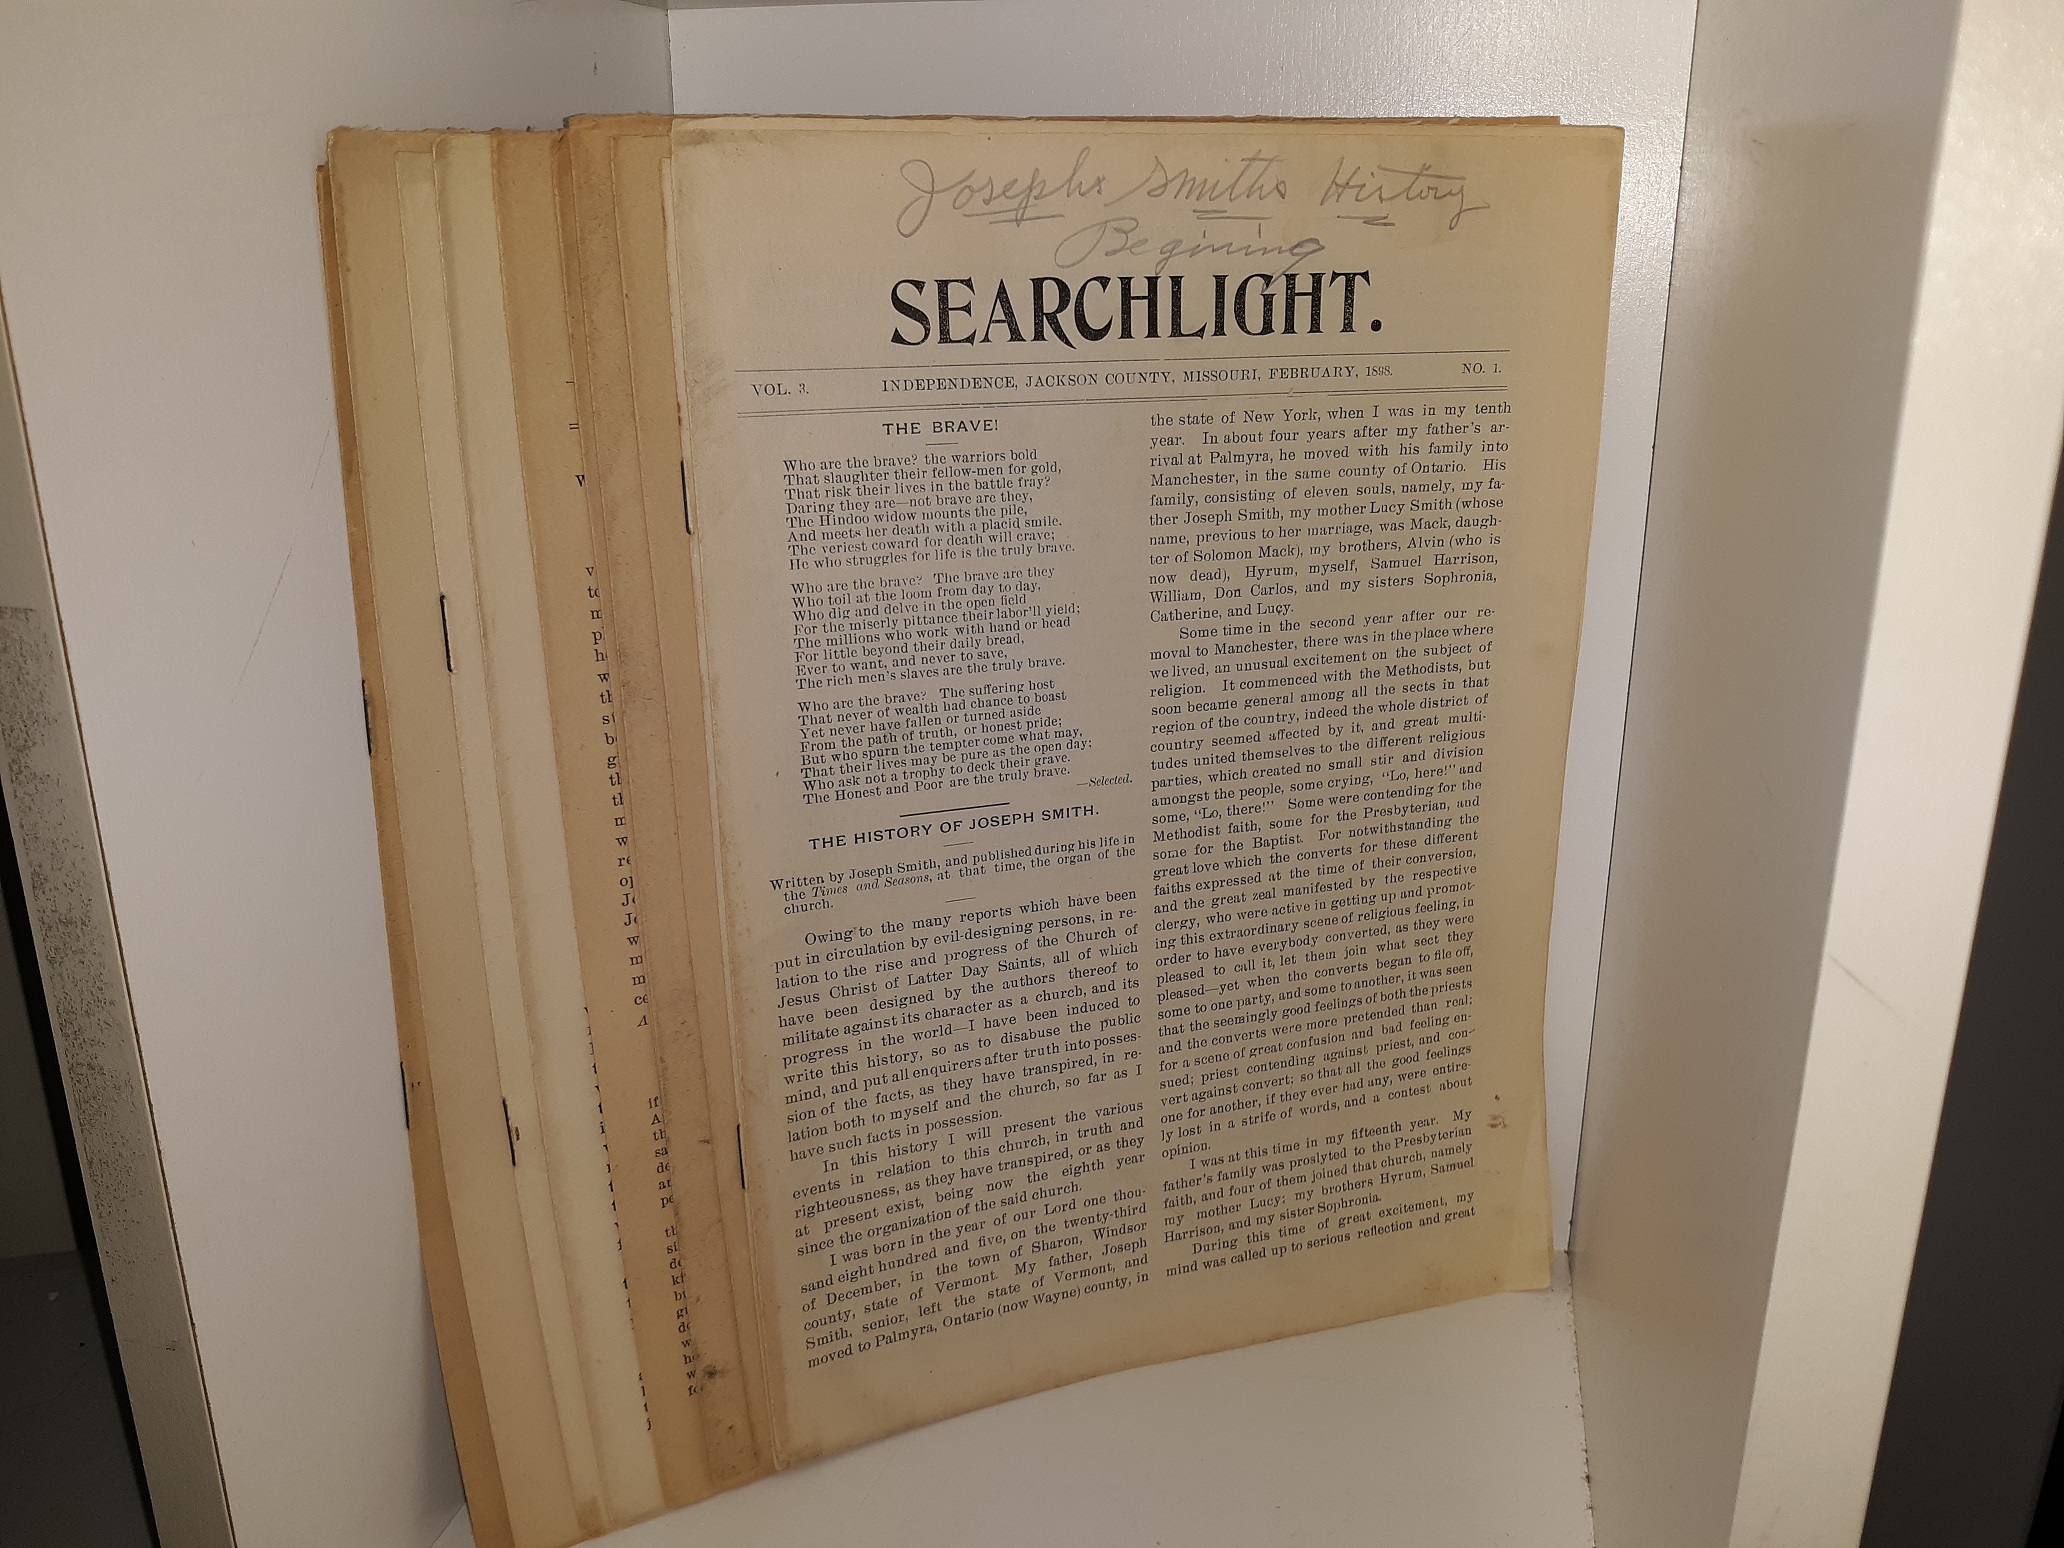 Josephs Smiths History
Begining
SEARCHLIGHT.
VOL. 3. INDEPENDENCE, JACKSON COUNTY, MISSOURI, FEBRUARY, 1898. NO. 1.
THE BRAVE!
Who are the brave? the warriors bold
That slaughter their fellow-men for gold,
That risk their lives in the battle fray?
Daring they are—not brave are they,
The Hindoo widow mounts the pile,
And meets her death with a placid smile.
The veriest coward for death will crave;
He who struggles for life is the truly brave.
Who are the brave? The brave are they
Who toil at the loom from day to day,
Who dig and delve in the open field
For the miserly pittance their labor'll yield;
The millions who work with hand or head
For little beyond their daily bread,
Ever to want, and never to save,
The rich men's slaves are the truly brave.
Who are the brave? The suffering host
That never of wealth had chance to boast
Yet never have fallen or turned aside
From the path of truth, or honest pride;
But who spurn the tempter come what may,
That their lives may be pure as the open day;
Who ask not a trophy to deck their grave.
The Honest and Poor are the truly brave.
—Selected.
THE HISTORY OF JOSEPH SMITH.
Written by Joseph Smith, and published during his life in
the Times and Seasons, at that time, the organ of the
church.
Owing to the many reports which have been
put in circulation by evil-designing persons, in re-
lation to the rise and progress of the Church of
Jesus Christ of Latter Day Saints, all of which
have been designed by the authors thereof to
militate against its character as a church, and its
progress in the world—I have been induced to
write this history, so as to disabuse the public
mind, and put all enquirers after truth into posses-
sion of the facts, as they have transpired, in re-
lation both to myself and the church, so far as I
have such facts in possession.
In this history I will present the various
events in relation to this church, in truth and
righteousness, as they have transpired, or as they
at present exist, being now the eighth year
since the organization of the said church.
I was born in the year of our Lord one thou-
sand eight hundred and five, on the twenty-third
of December, in the town of Sharon, Windsor
county, state of Vermont. My father, Joseph
Smith, senior, left the state of Vermont, and
moved to Palmyra, Ontario (now Wayne) county, in
the state of New York, when I was in my tenth
year. In about four years after my father's ar-
rival at Palmyra, he moved with his family into
Manchester, in the same county of Ontario. His
family, consisting of eleven souls, namely, my fa-
ther Joseph Smith, my mother Lucy Smith (whose
name, previous to her marriage, was Mack, daugh-
ter of Solomon Mack), my brothers, Alvin (who is
now dead), Hyrum, myself, Samuel Harrison,
William, Don Carlos, and my sisters Sophronia,
Catherine, and Lucy.
Some time in the second year after our re-
moval to Manchester, there was in the place where
we lived, an unusual excitement on the subject of
religion. It commenced with the Methodists, but
soon became general among all the sects in that
region of the country, indeed the whole district of
country seemed affected by it, and great multi-
tudes united themselves to the different religious
parties, which created no small stir and division
amongst the people, some crying, "Lo, here!" and
some, "Lo, there!" Some were contending for the
Methodist faith, some for the Presbyterian, and
some for the Baptist. For notwithstanding the
great love which the converts for these different
faiths expressed at the time of their conversion,
and the great zeal manifested by the respective
clergy, who were active in getting up and promot-
ing this extraordinary scene of religious feeling, in
order to have everybody converted, as they were
pleased to call it, let them join what sect they
pleased—yet when the converts began to file off,
some to one party, and some to another, it was seen
that the seemingly good feelings of both the priests
and the converts were more pretended than real;
for a scene of great confusion and bad feeling en-
sued; priest contending against priest, and con-
vert against convert; so that all the good feelings
one for another, if they ever had any, were entire-
ly lost in a strife of words, and a contest about
opinion.
I was at this time in my fifteenth year. My
father's family was proslyted to the Presbyterian
faith, and four of them joined that church, namely
my mother Lucy; my brothers Hyrum, Samuel
Harrison, and my sister Sophronia.
During this time of great excitement, my
mind was called up to serious reflection and great